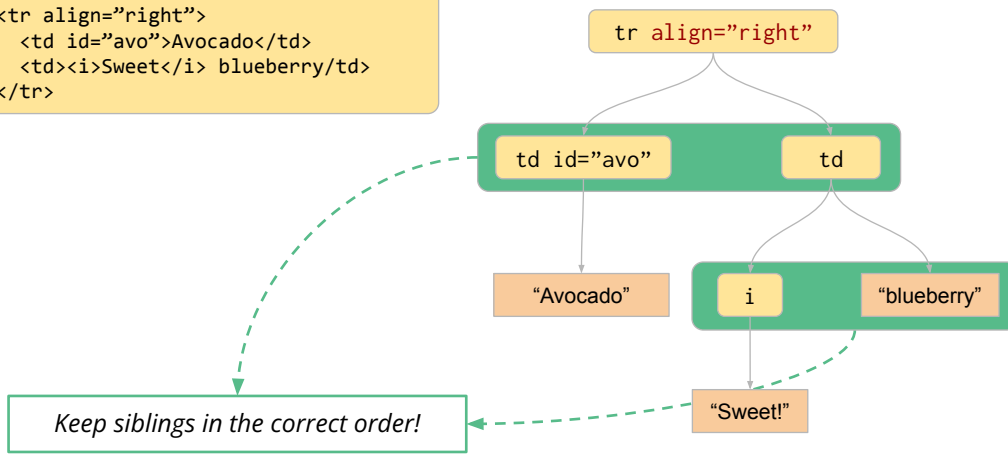 <tr align=”right”>
<td id=”avo”>Avocado</td>
<td><i>Sweet</i> blueberry/td>
</tr>
tr align=”right”
td id=”avo”
td
“Avocado”
i
“blueberry”
“Sweet!”
Keep siblings in the correct order!